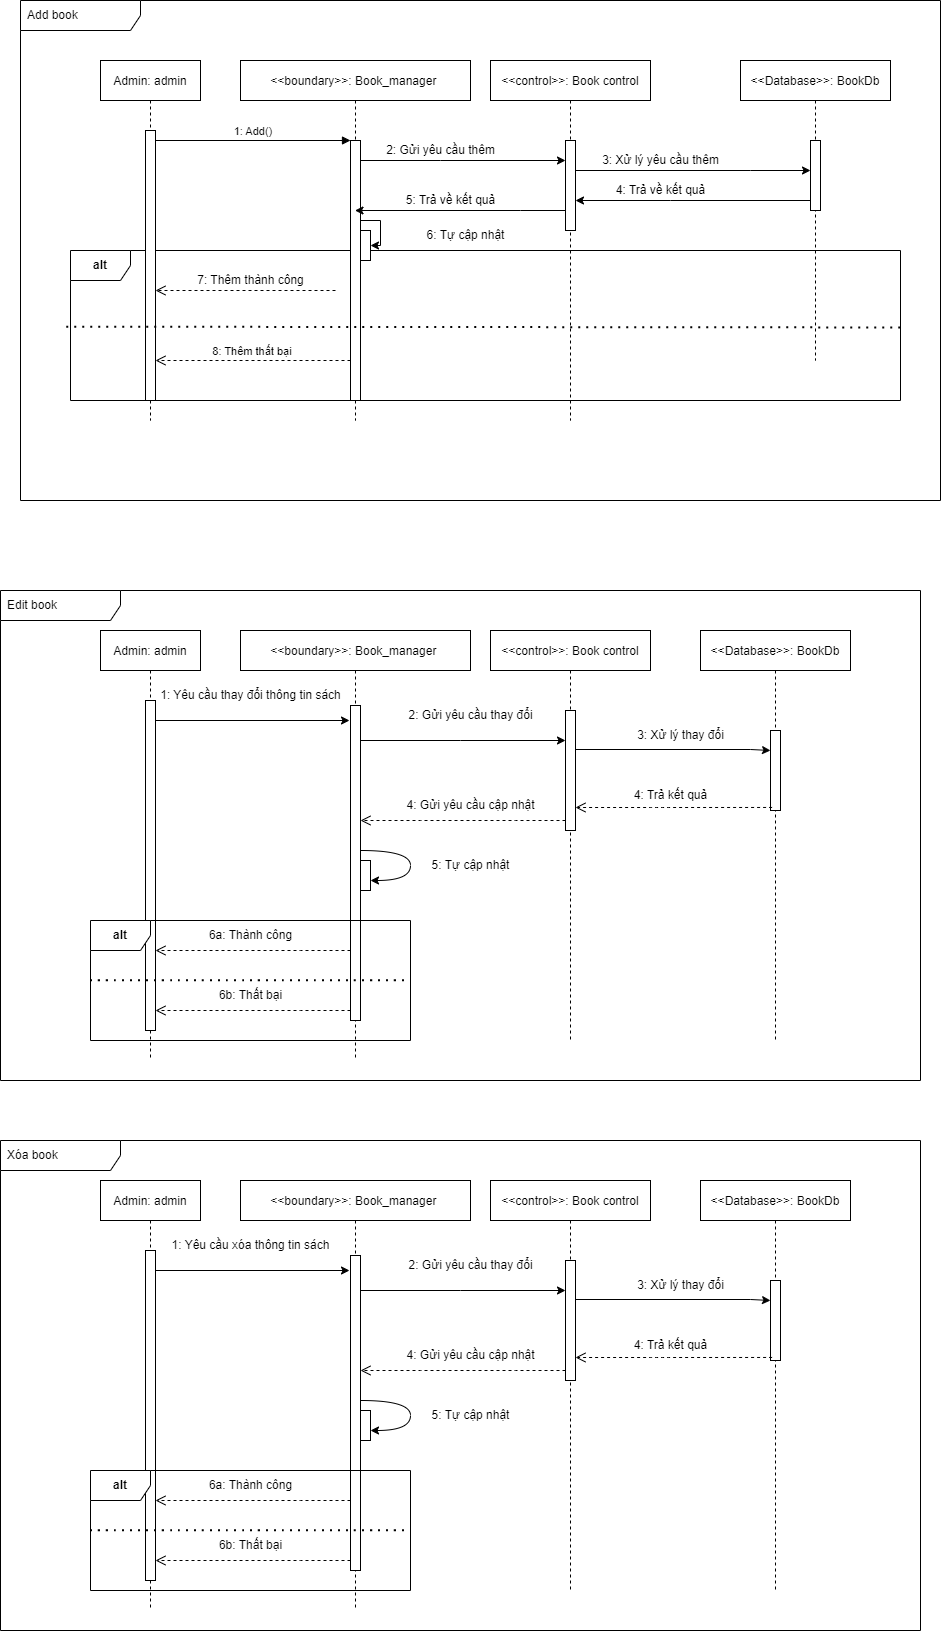 Add book
Admin: admin
<<boundary>>: Book_manager
<<control>>: Book control
<<Database>>: BookDb
1: Add()
2: Gửi yêu cầu thêm
3: Xử lý yêu cầu thêm
4: Trả về kết quả
5: Trả về kết quả
6: Tự cập nhật
alt
7: Thêm thành công
8: Thêm thất bại
Edit book
Admin: admin
<<boundary>>: Book_manager
<<control>>: Book control
<<Database>>: BookDb
1: Yêu cầu thay đổi thông tin sách
2: Gửi yêu cầu thay đổi
3: Xử lý thay đổi
4: Trả kết quả
4: Gửi yêu cầu cập nhật
5: Tự cập nhật
alt
6a: Thành công
6b: Thất bại
Xóa book
Admin: admin
<<boundary>>: Book_manager
<<control>>: Book control
<<Database>>: BookDb
1: Yêu cầu xóa thông tin sách
2: Gửi yêu cầu thay đổi
3: Xử lý thay đổi
4: Trả kết quả
4: Gửi yêu cầu cập nhật
5: Tự cập nhật
alt
6a: Thành công
6b: Thất bại